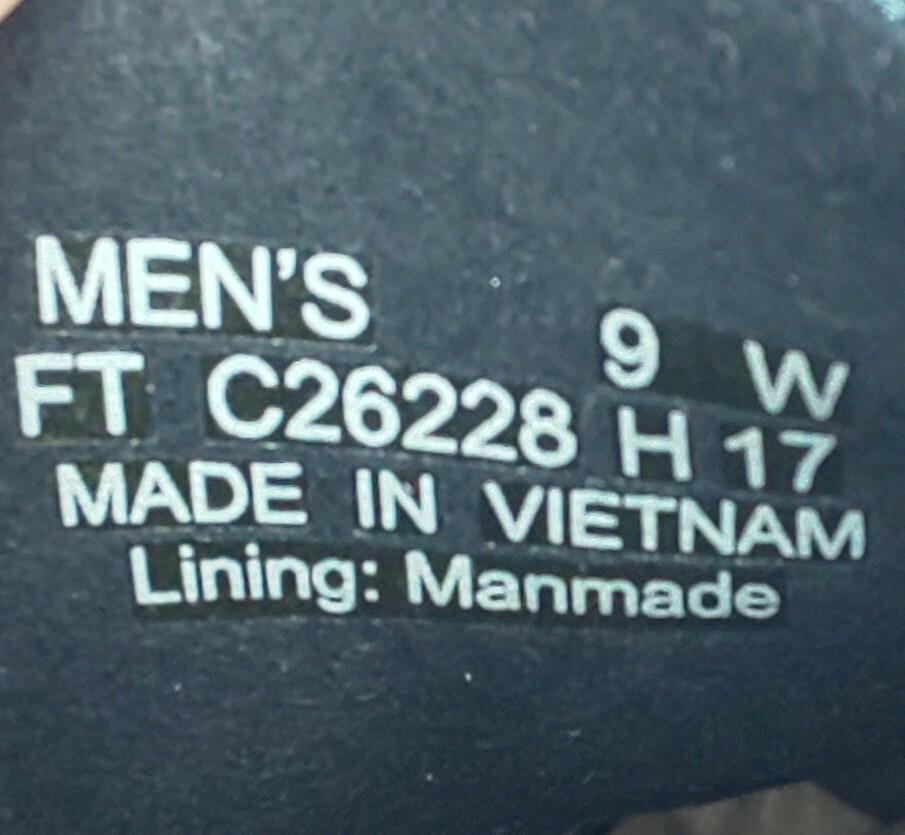 MEN'S
9 W
FT C26228 H 17
MADE IN VIETNAM
Lining: Manmade